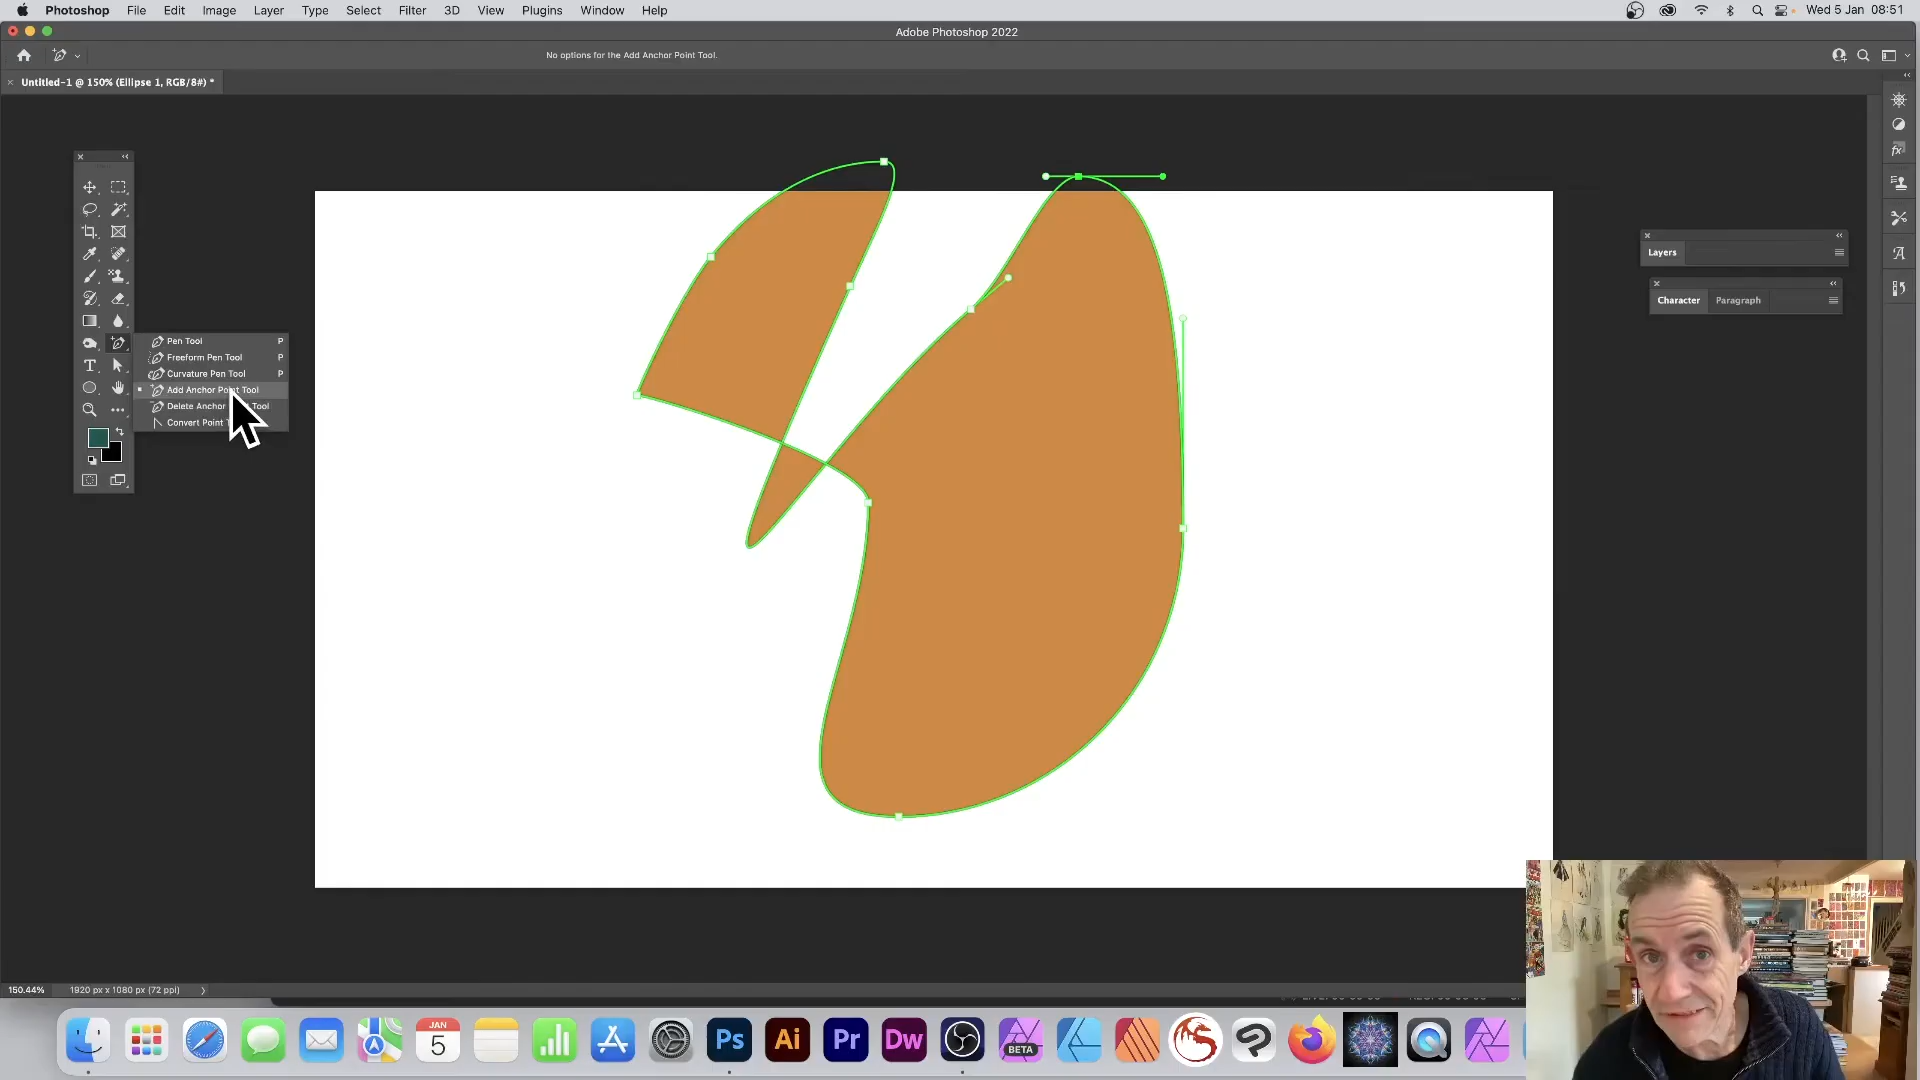 Photoshop File Edit Image Layer Type Select Filter 3D View Plugins Window Help Wed 5 Jan 08:51
Adobe Photoshop 2022
No options for the Add Anchor Point Tool.
Untitled-1 @ 150% (Ellipse 1, RGB/8#) *
Pen Tool P
Freeform Pen Tool P
Curvature Pen Tool P
Add Anchor Point Tool
Delete Anchor Tool
Convert Point
Layers
Character Paragraph
150.44% 1920 px x 1080 px (72 ppi)
JAN
5
Ps Ai Pr Dw
BETA